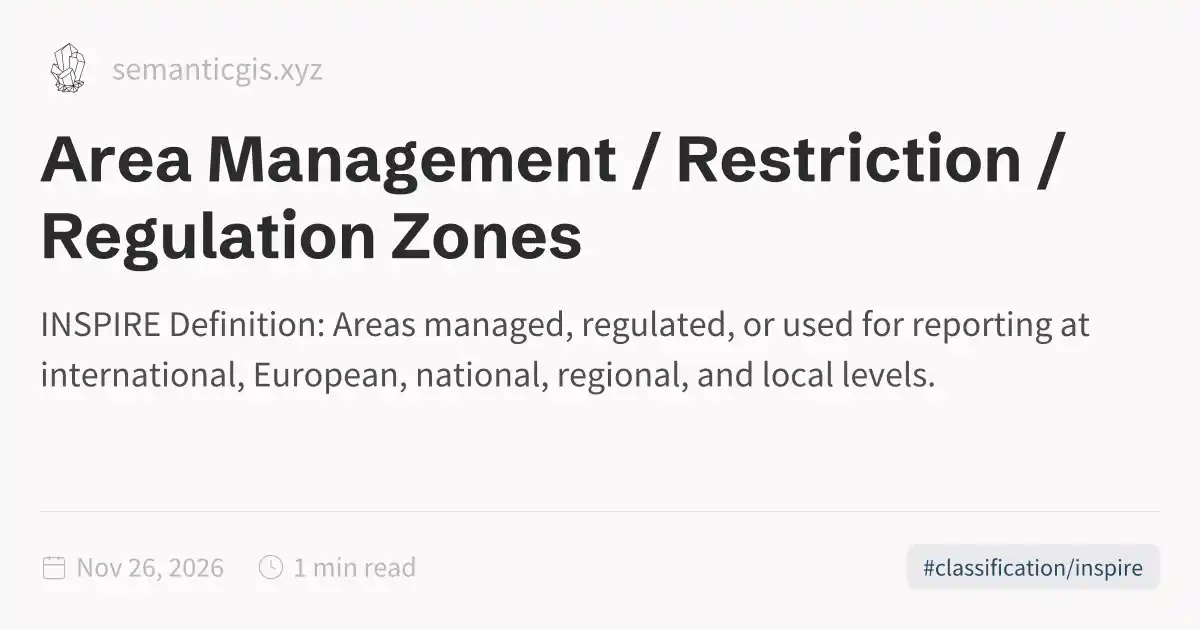 semanticgis.xyz
Area Management / Restriction /
Regulation Zones
INSPIRE Definition: Areas managed, regulated, or used for reporting at
international, European, national, regional, and local levels.
Nov 26, 2026
1 min read
#classification/inspire